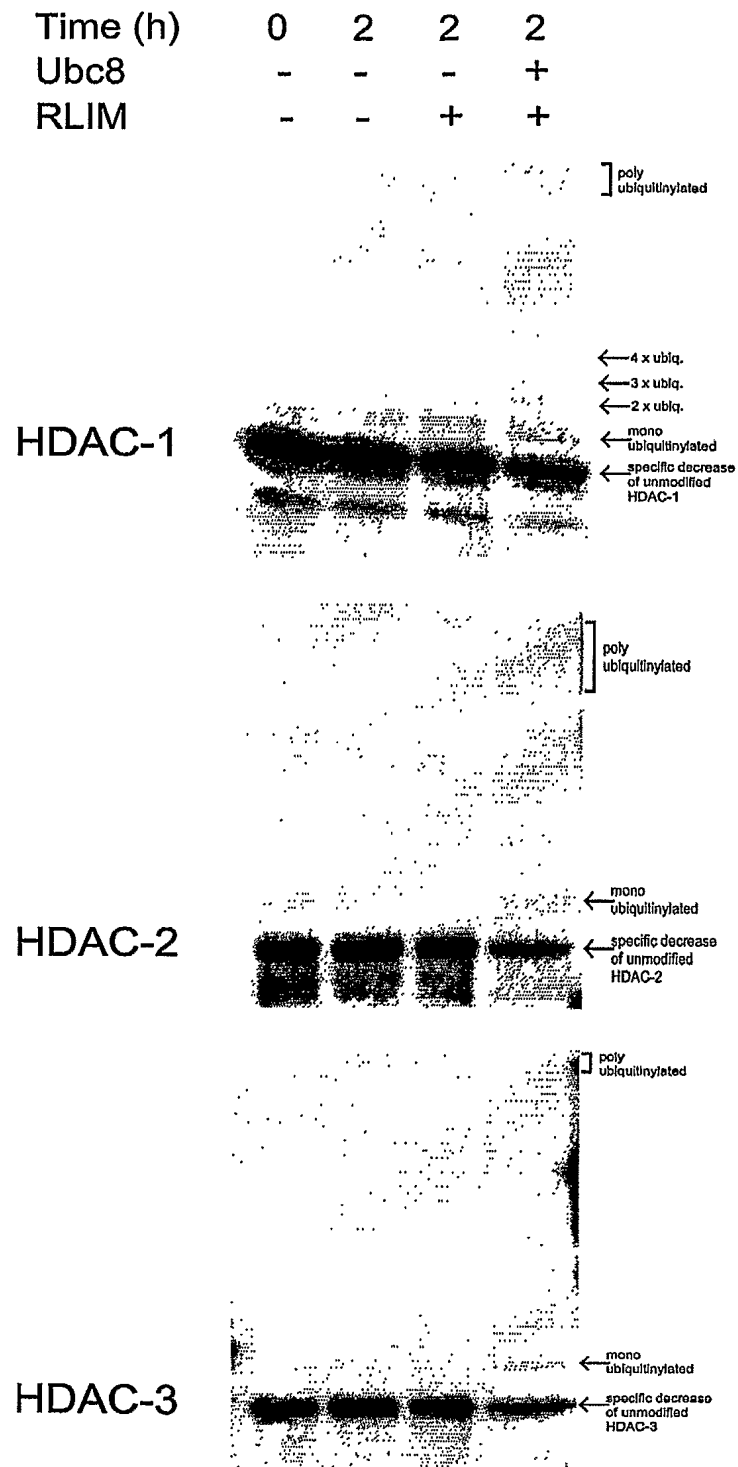 Time (h) 0 2 2 2
Ubc8 - - - +
RLIM - - + +
poly
ubiquitinylated
4 x ubiq.
3 x ubiq.
2 x ubiq.
HDAC-1
mono
ubiquitinylated
specific decrease
of unmodified
HDAC-1
poly
ubiquitinylated
mono
ubiquitinylated
HDAC-2
specific decrease
of unmodified
HDAC-2
poly
ubiquitinylated
mono
ubiquitinylated
HDAC-3
specific decrease
of unmodified
HDAC-3